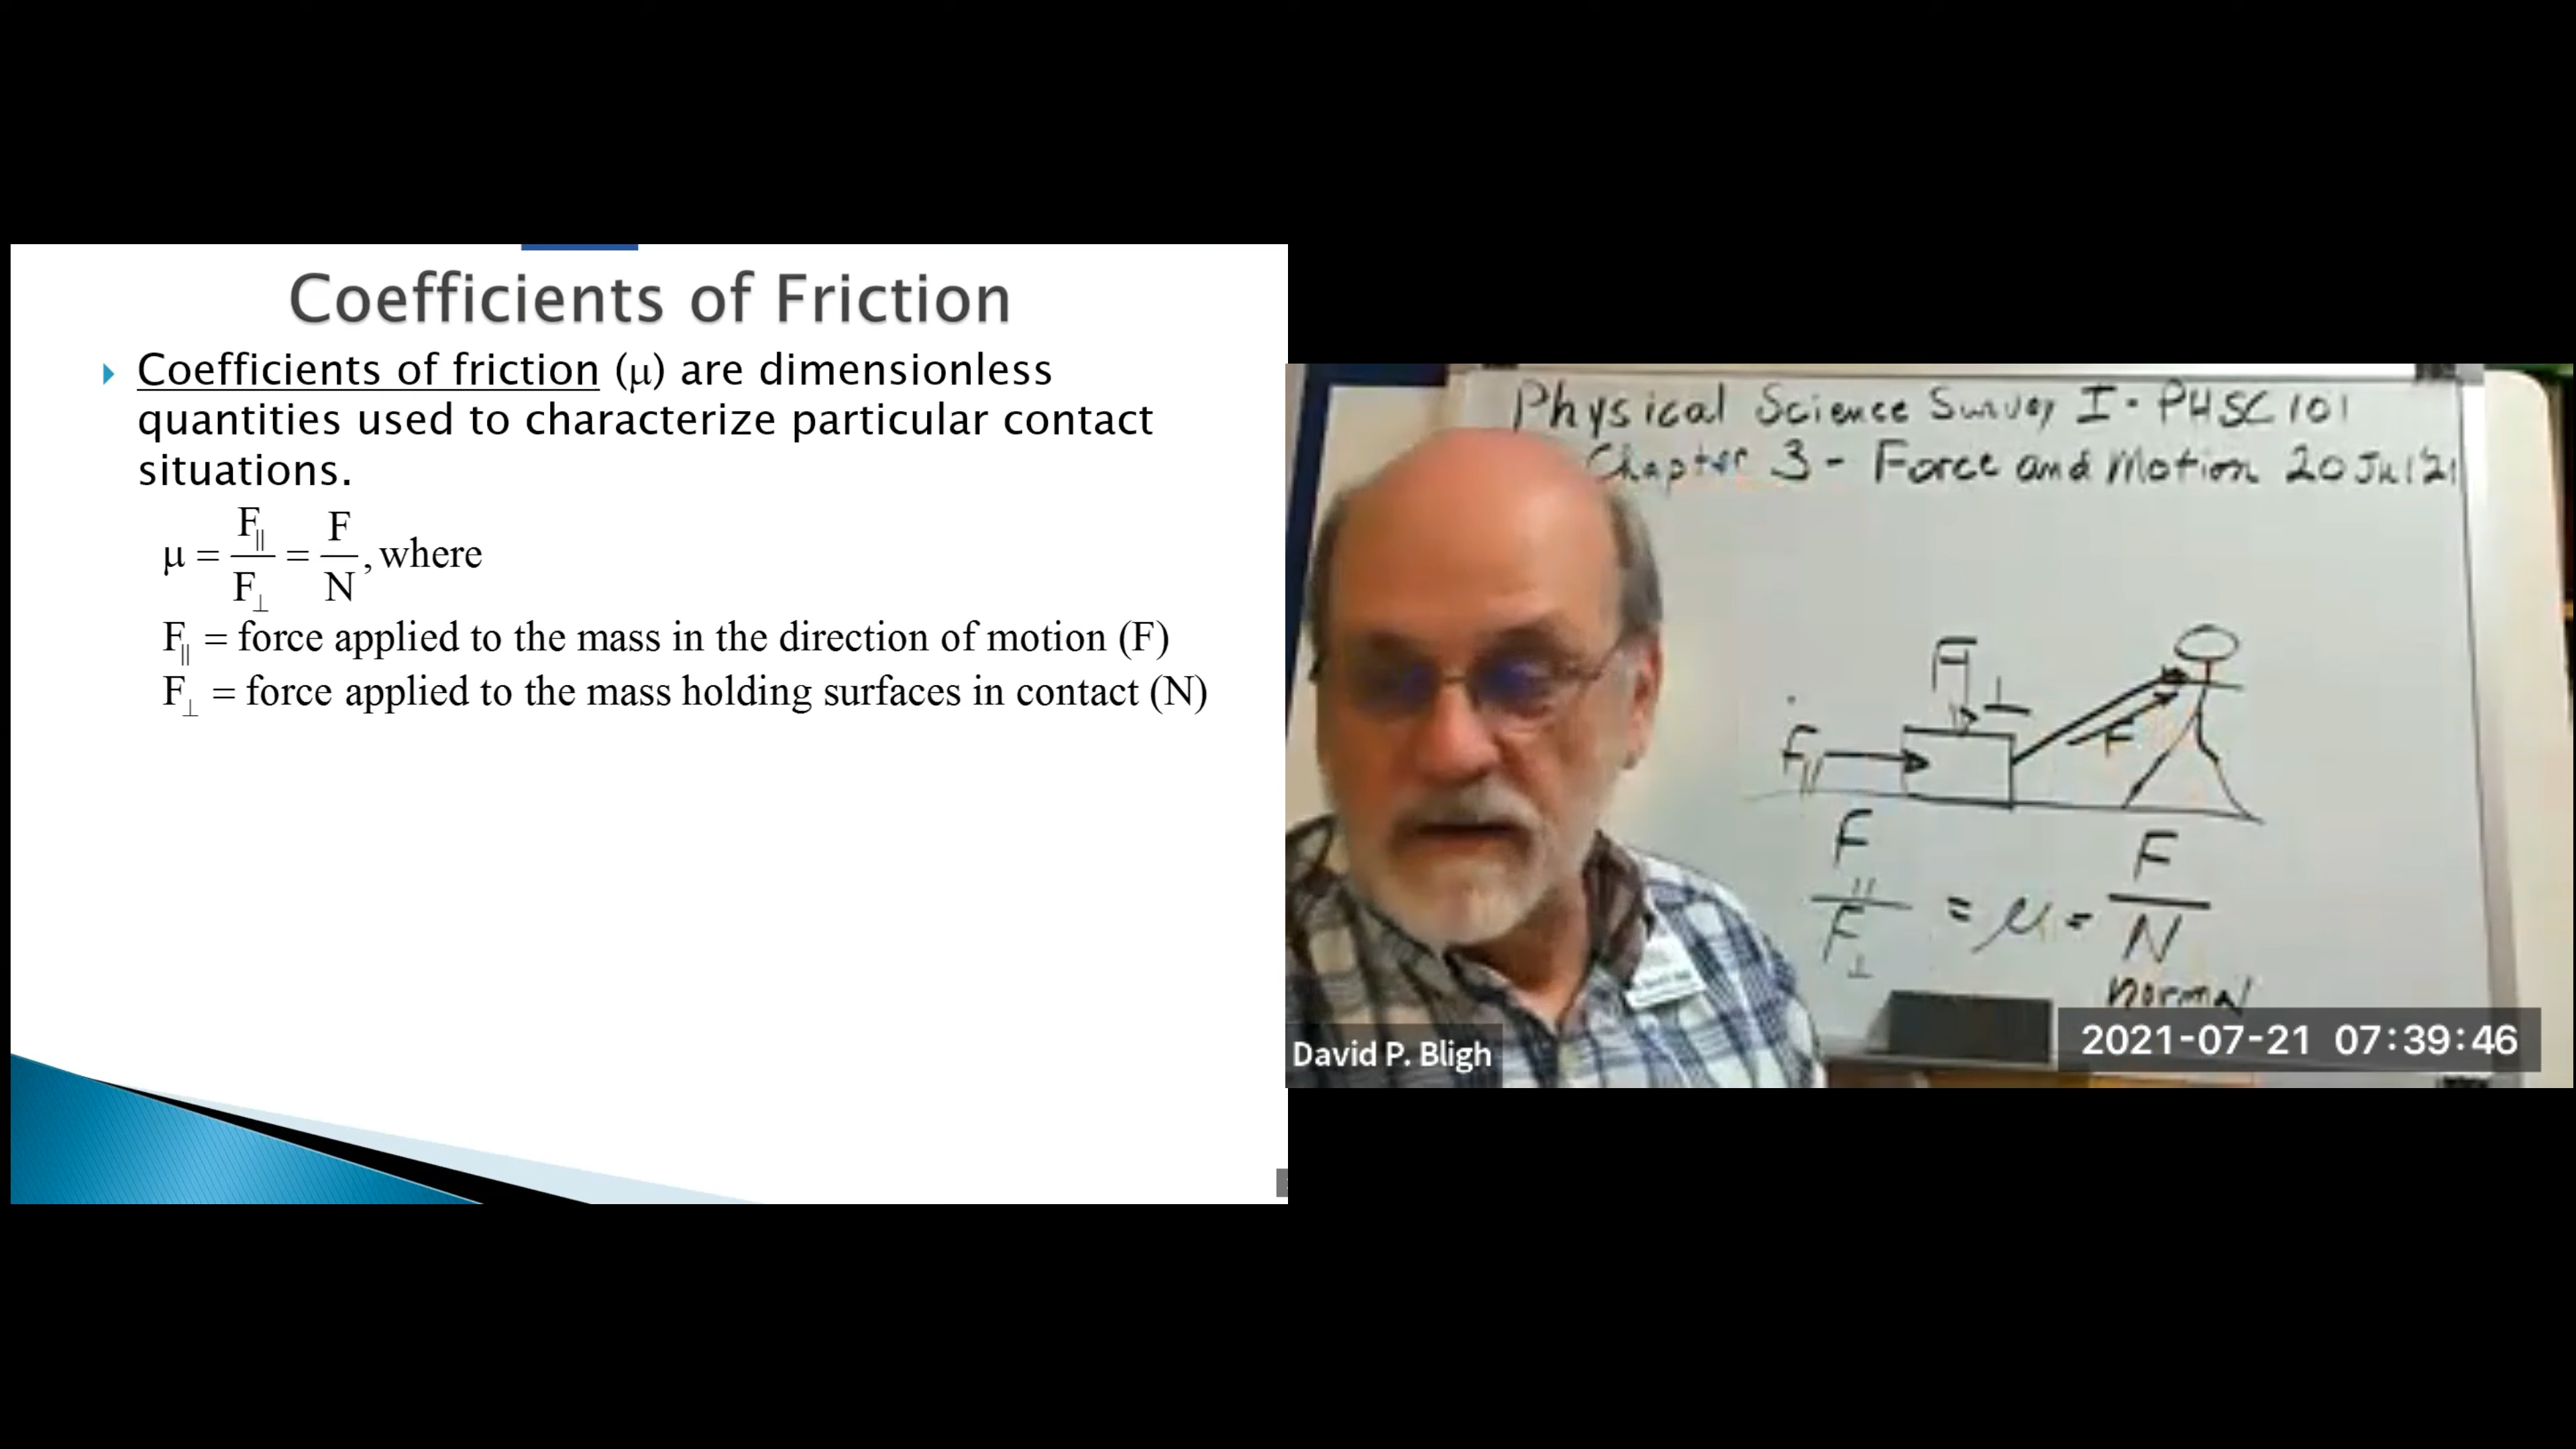 Coefficients of Friction
Coefficients of friction (μ) are dimensionless
quantities used to characterize particular contact
situations.
μ = F∥/F⊥ = F/N, where
F∥ = force applied to the mass in the direction of motion (F)
F⊥ = force applied to the mass holding surfaces in contact (N)
Physical Science Survey I - PHSC 101
Chapter 3 - Force and Motion 20 Jul 21
F⊥
F∥
F
F∥/F⊥ = μ = F/N
normal
David P. Bligh
2021-07-21 07:39:46